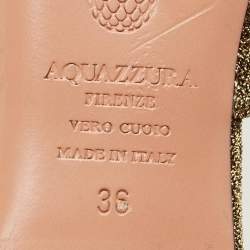 AQUAZZURA
FIRENZE
VERO CUOIO
MADE IN ITALY
36